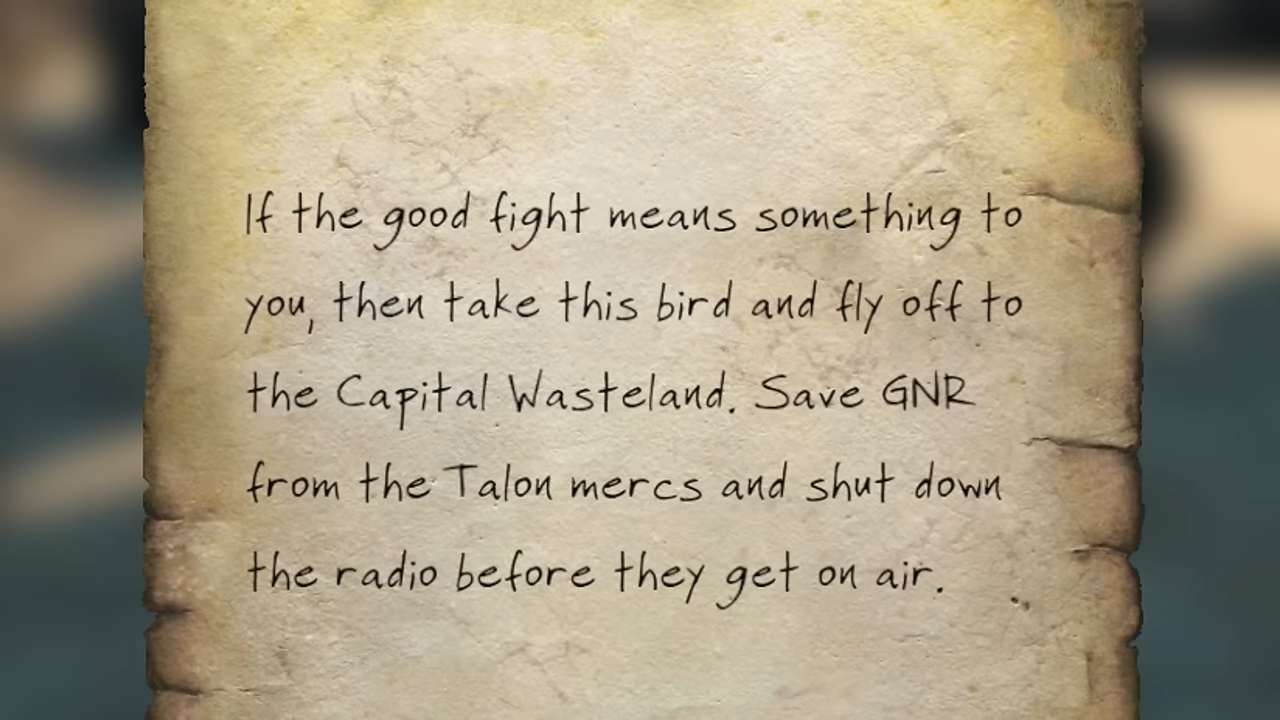 If the good fight means something to
you, then take this bird and fly off to
the Capital Wasteland. Save GNR
from the Talon mercs and shut down
the radio before they get on air.